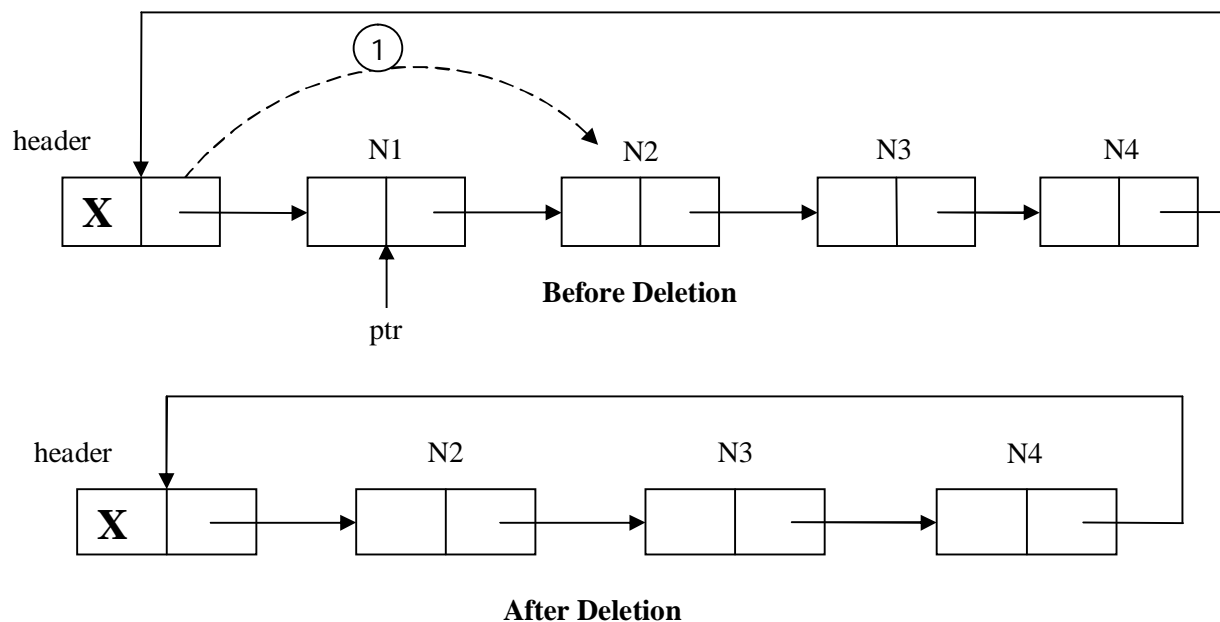 1
header
N1 N2 N3 N4
X
Before Deletion
ptr
header
N2 N3 N4
X
After Deletion